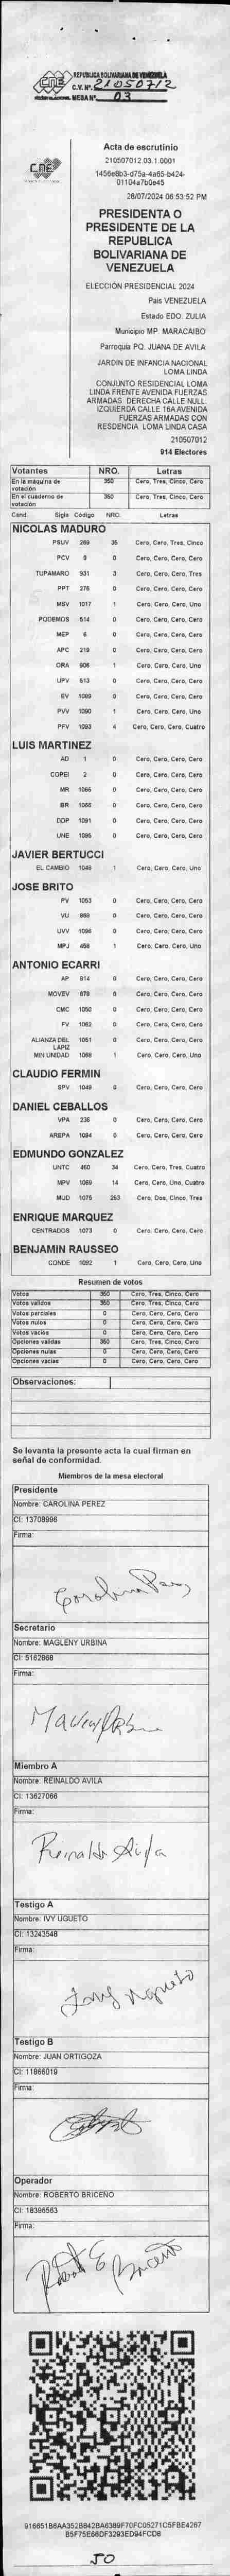 REPUBLICA BOLIVARIANA DE VENEZUELA
CNE
C.V. Nº. 21050712
MESA Nº 03
CNE
Acta de escrutinio
210507012.03.1.0001
1456e8b3-d75a-4a65-b424-
01104a7b0e45
28/07/2024 06:53:52 PM
PRESIDENTA O
PRESIDENTE DE LA
REPUBLICA
BOLIVARIANA DE
VENEZUELA
ELECCIÓN PRESIDENCIAL 2024
País VENEZUELA
Estado EDO. ZULIA
Municipio MP. MARACAIBO
Parroquia PQ. JUANA DE AVILA
JARDIN DE INFANCIA NACIONAL
LOMA LINDA
CONJUNTO RESIDENCIAL LOMA
LINDA FRENTE AVENIDA FUERZAS
ARMADAS. DERECHA CALLE NULL.
IZQUIERDA CALLE 16A AVENIDA
FUERZAS ARMADAS CON
RESDENCIA LOMA LINDA CASA
210507012
914 Electores
Votantes NRO. Letras
En la máquina de votación 350 Cero, Tres, Cinco, Cero
En el cuaderno de votación 350 Cero, Tres, Cinco, Cero
Cand. Sigla Código NRO. Letras
NICOLAS MADURO
PSUV 269 35 Cero, Cero, Tres, Cinco
PCV 9 0 Cero, Cero, Cero, Cero
TUPAMARO 931 3 Cero, Cero, Cero, Tres
PPT 276 0 Cero, Cero, Cero, Cero
MSV 1017 1 Cero, Cero, Cero, Uno
PODEMOS 514 0 Cero, Cero, Cero, Cero
MEP 6 0 Cero, Cero, Cero, Cero
APC 219 0 Cero, Cero, Cero, Cero
ORA 906 1 Cero, Cero, Cero, Uno
UPV 513 0 Cero, Cero, Cero, Cero
EV 1089 0 Cero, Cero, Cero, Cero
PVV 1090 1 Cero, Cero, Cero, Uno
PFV 1093 4 Cero, Cero, Cero, Cuatro
LUIS MARTINEZ
AD 1 0 Cero, Cero, Cero, Cero
COPEI 2 0 Cero, Cero, Cero, Cero
MR 1065 0 Cero, Cero, Cero, Cero
BR 1066 0 Cero, Cero, Cero, Cero
DDP 1091 0 Cero, Cero, Cero, Cero
UNE 1095 0 Cero, Cero, Cero, Cero
JAVIER BERTUCCI
EL CAMBIO 1046 1 Cero, Cero, Cero, Uno
JOSE BRITO
PV 1053 0 Cero, Cero, Cero, Cero
VU 868 0 Cero, Cero, Cero, Cero
UVV 1096 0 Cero, Cero, Cero, Cero
MPJ 458 1 Cero, Cero, Cero, Uno
ANTONIO ECARRI
AP 914 0 Cero, Cero, Cero, Cero
MOVEV 879 0 Cero, Cero, Cero, Cero
CMC 1050 0 Cero, Cero, Cero, Cero
FV 1062 0 Cero, Cero, Cero, Cero
ALIANZA DEL LAPIZ 1051 0 Cero, Cero, Cero, Cero
MIN UNIDAD 1088 1 Cero, Cero, Cero, Uno
CLAUDIO FERMIN
SPV 1049 0 Cero, Cero, Cero, Cero
DANIEL CEBALLOS
VPA 236 0 Cero, Cero, Cero, Cero
AREPA 1094 0 Cero, Cero, Cero, Cero
EDMUNDO GONZALEZ
UNTC 460 34 Cero, Cero, Tres, Cuatro
MPV 1069 14 Cero, Cero, Uno, Cuatro
MUD 1075 253 Cero, Dos, Cinco, Tres
ENRIQUE MARQUEZ
CENTRADOS 1073 0 Cero, Cero, Cero, Cero
BENJAMIN RAUSSEO
CONDE 1092 1 Cero, Cero, Cero, Uno
Resumen de votos
Votos 350 Cero, Tres, Cinco, Cero
Votos validos 350 Cero, Tres, Cinco, Cero
Votos parciales 0 Cero, Cero, Cero, Cero
Votos nulos 0 Cero, Cero, Cero, Cero
Votos vacios 0 Cero, Cero, Cero, Cero
Opciones validas 350 Cero, Tres, Cinco, Cero
Opciones nulas 0 Cero, Cero, Cero, Cero
Opciones vacias 0 Cero, Cero, Cero, Cero
Observaciones:
Se levanta la presente acta la cual firman en
señal de conformidad.
Miembros de la mesa electoral
Presidente
Nombre: CAROLINA PEREZ
CI: 13708996
Firma:
Carolina Perez
Secretario
Nombre: MAGLENY URBINA
CI: 5162868
Firma:
Miembro A
Nombre: REINALDO AVILA
CI: 13627066
Firma:
Reinaldo Avila
Testigo A
Nombre: IVY UGUETO
CI: 13243548
Firma:
Testigo B
Nombre: JUAN ORTIGOZA
CI: 11866019
Firma:
Operador
Nombre: ROBERTO BRICEÑO
CI: 18396563
Firma:
Robert E Briceño
916651B6AA352B842BA6389F70FC05271C5FBE4267
B5F75E66DF3293ED94FCD8
50